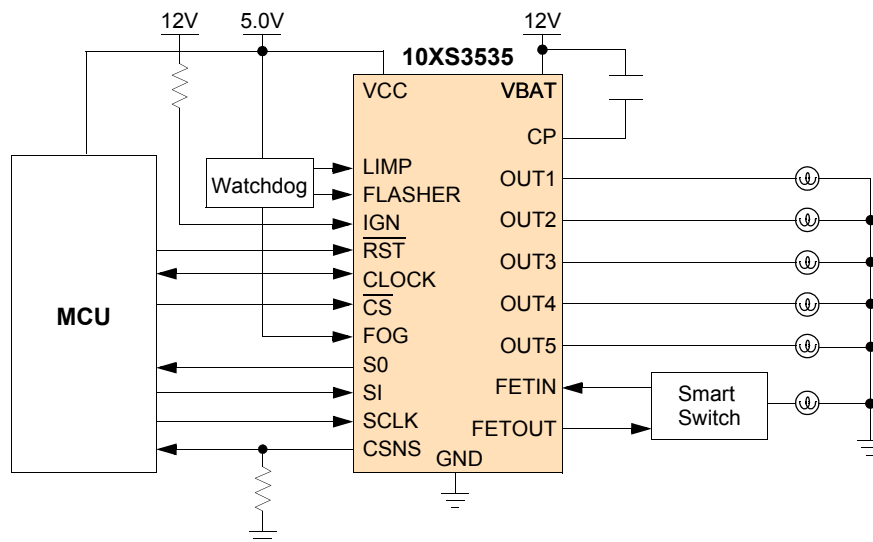 12V 5.0V 12V
10XS3535
VCC VBAT
CP
LIMP OUT1
Watchdog FLASHER
IGN OUT2
RST
CLOCK OUT3
MCU CS OUT4
FOG OUT5
S0
SI FETIN Smart
Switch
SCLK FETOUT
CSNS
GND